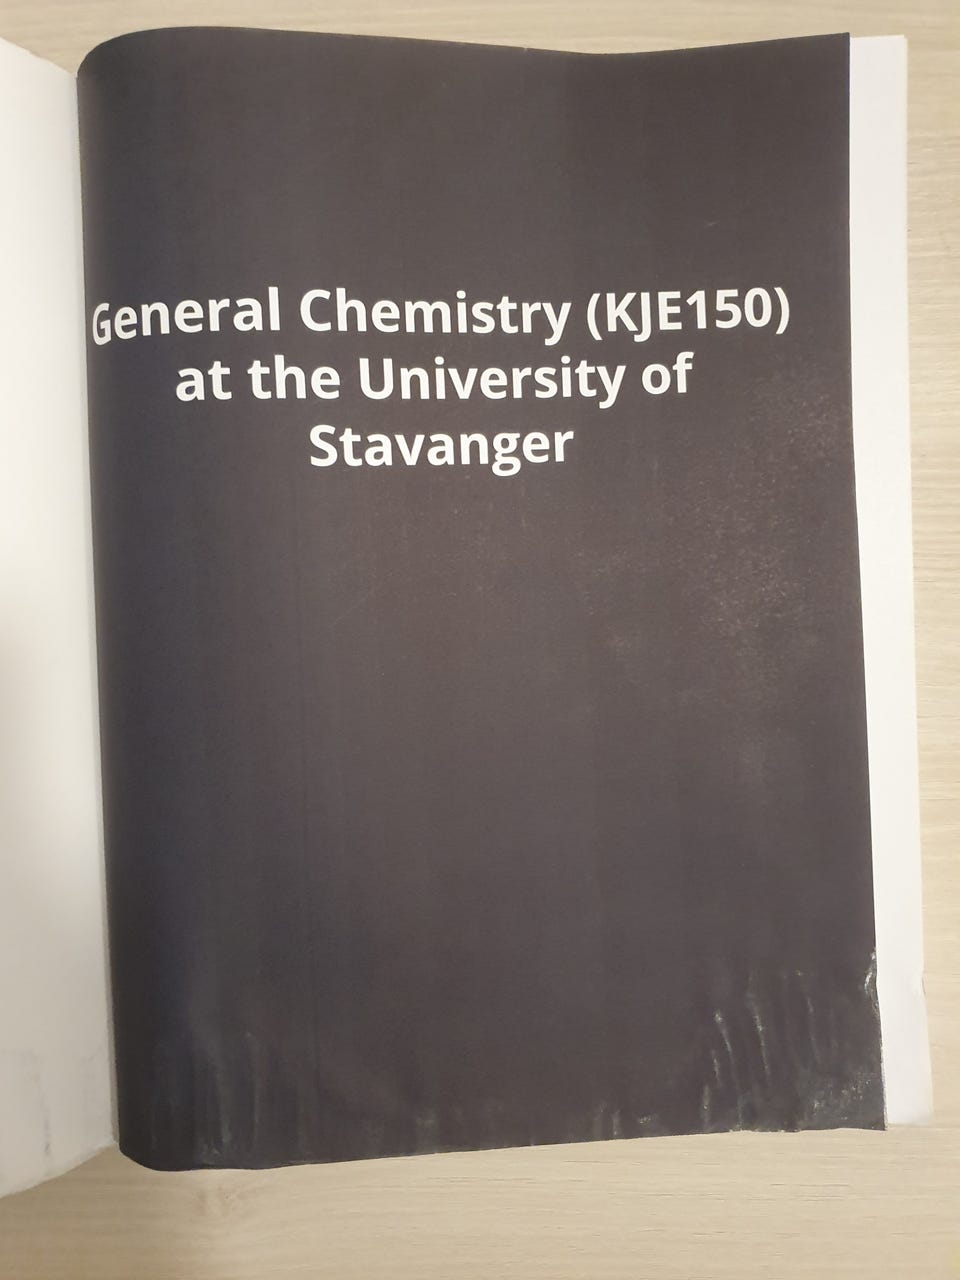 General Chemistry (KJE150)
at the University of
Stavanger